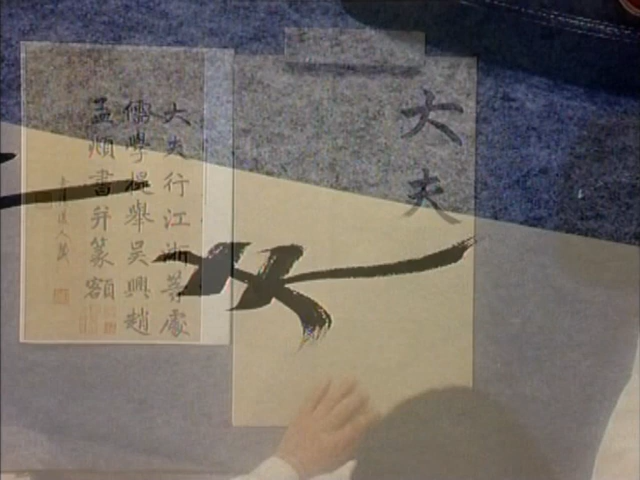 大夫
大夫行江浙等處
儒學提舉吳興趙
孟頫書并篆額